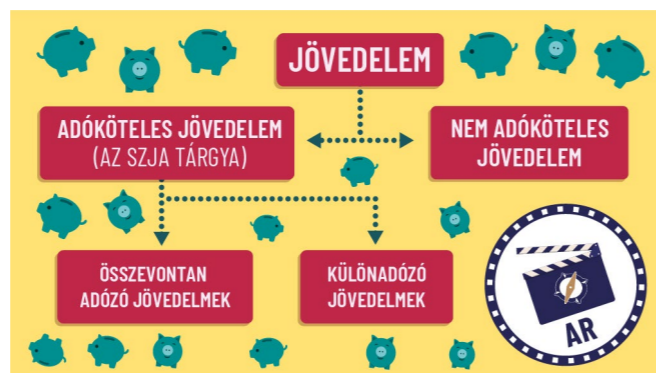 JÖVEDELEM
ADÓKÖTELES JÖVEDELEM
(AZ SZJA TÁRGYA)
NEM ADÓKÖTELES
JÖVEDELEM
ÖSSZEVONTAN
ADÓZÓ JÖVEDELMEK
KÜLÖNADÓZÓ
JÖVEDELMEK
AR